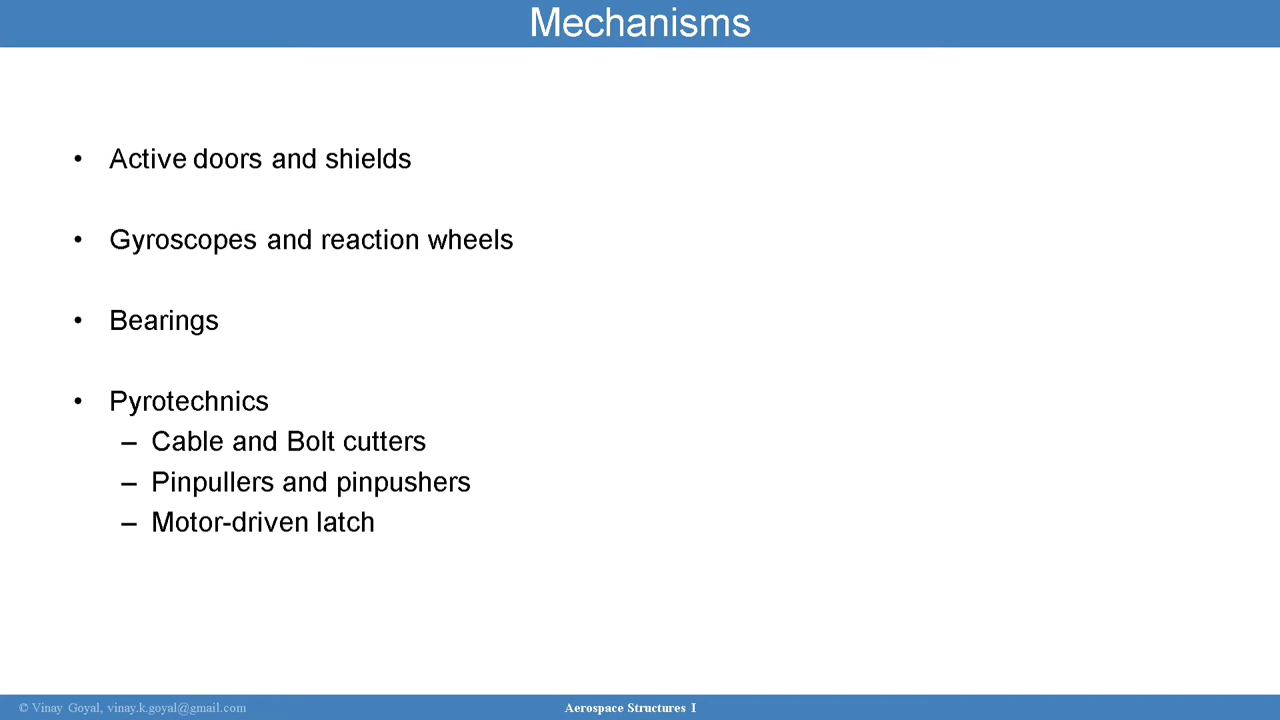 Mechanisms
• Active doors and shields
• Gyroscopes and reaction wheels
• Bearings
• Pyrotechnics
– Cable and Bolt cutters
– Pinpullers and pinpushers
– Motor-driven latch
© Vinay Goyal, vinay.k.goyal@gmail.com
Aerospace Structures I